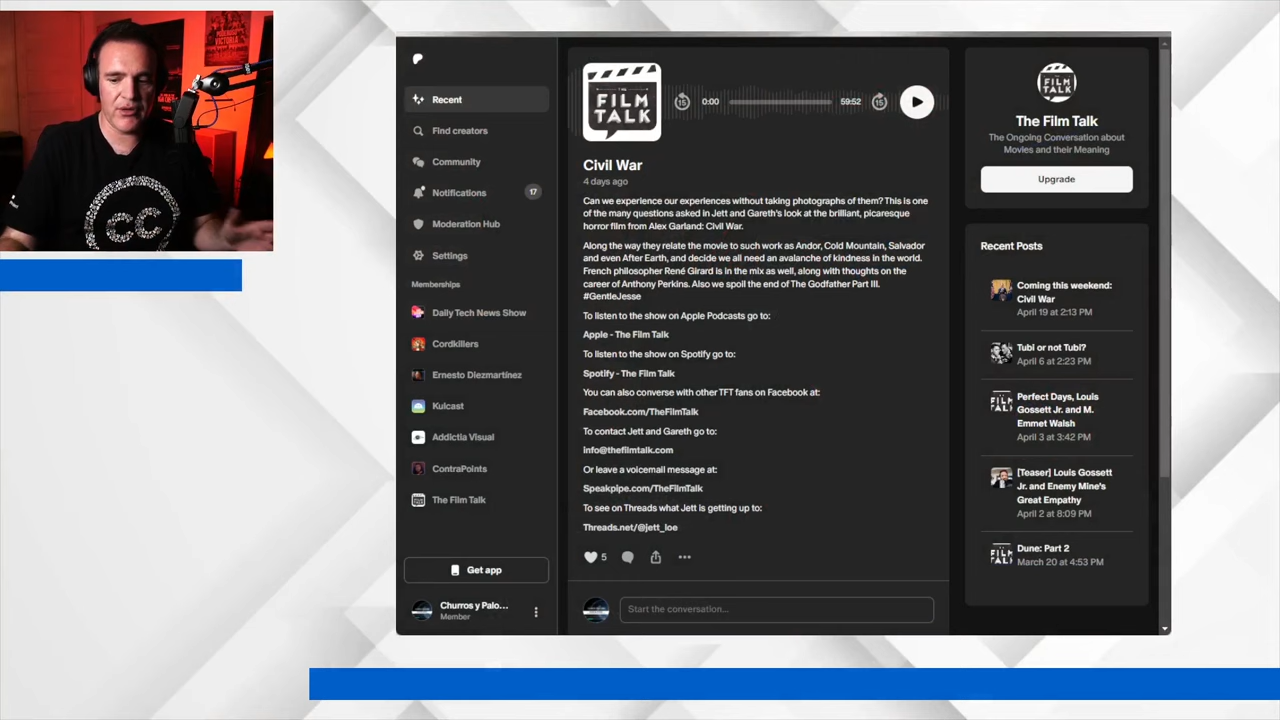 CC
VICTORIA
Recent
Find creators
Community
Notifications
17
Moderation Hub
Settings
Memberships
Daily Tech News Show
Cordkillers
Ernesto Diezmartínez
Kulcast
Addictia Visual
ContraPoints
The Film Talk
Get app
Churros y Palo...
Member
THE
FILM
TALK
15
0:00
59:52
15
Civil War
4 days ago
Can we experience our experiences without taking photographs of them? This is one
of the many questions asked in Jett and Gareth's look at the brilliant, picaresque
horror film from Alex Garland: Civil War.
Along the way they relate the movie to such work as Andor, Cold Mountain, Salvador
and even After Earth, and decide we all need an avalanche of kindness in the world.
French philosopher René Girard is in the mix as well, along with thoughts on the
career of Anthony Perkins. Also we spoil the end of The Godfather Part III.
#GentleJesse
To listen to the show on Apple Podcasts go to:
Apple - The Film Talk
To listen to the show on Spotify go to:
Spotify - The Film Talk
You can also converse with other TFT fans on Facebook at:
Facebook.com/TheFilmTalk
To contact Jett and Gareth go to:
info@thefilmtalk.com
Or leave a voicemail message at:
Speakpipe.com/TheFilmTalk
To see on Threads what Jett is getting up to:
Threads.net/@jett_loe
5
Start the conversation...
FILM
TALK
The Film Talk
The Ongoing Conversation about
Movies and their Meaning
Upgrade
Recent Posts
Coming this weekend:
Civil War
April 19 at 2:13 PM
Tubi or not Tubi?
April 6 at 2:23 PM
FILM
Perfect Days, Louis
Gossett Jr. and M.
Emmet Walsh
April 3 at 3:42 PM
[Teaser] Louis Gossett
Jr. and Enemy Mine's
Great Empathy
April 2 at 8:09 PM
FILM
Dune: Part 2
March 20 at 4:53 PM